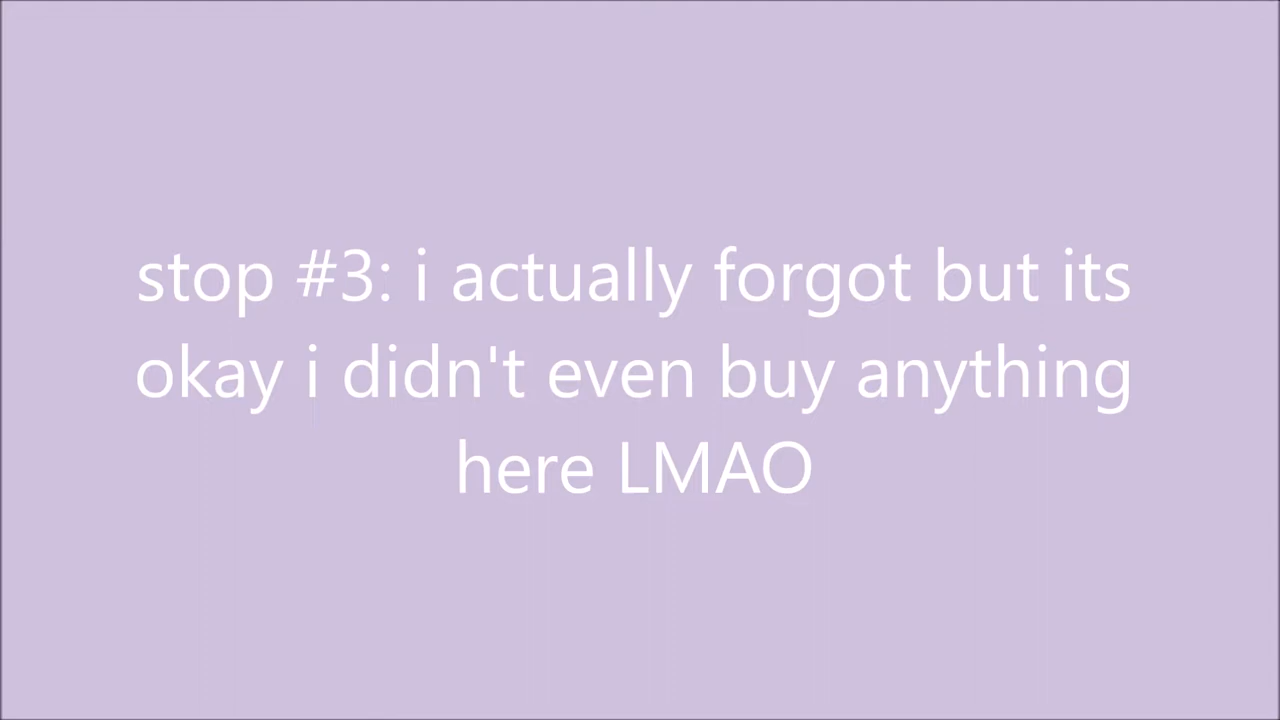 stop #3: i actually forgot but its
okay i didn't even buy anything
here LMAO